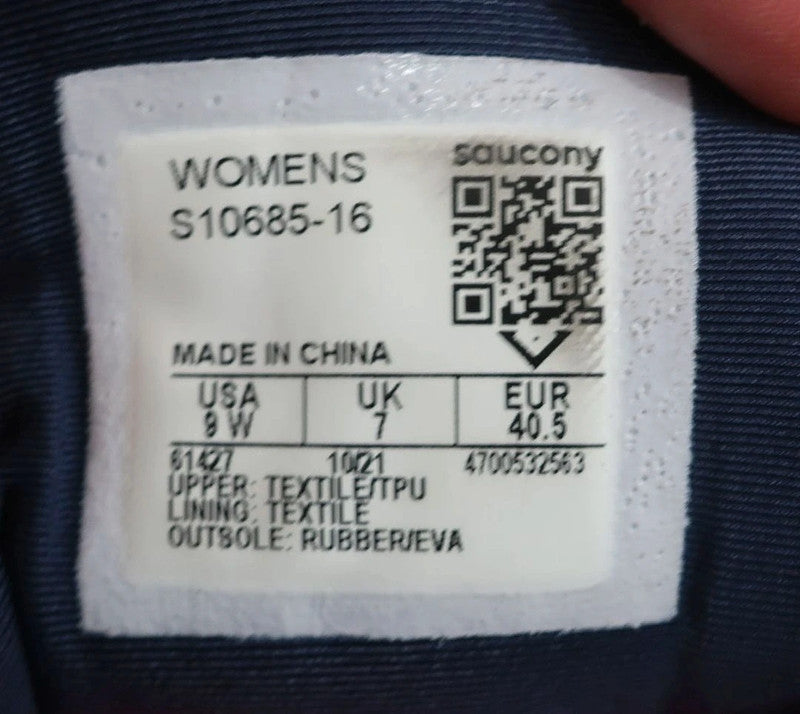 WOMENS
S10685-16
saucony
MADE IN CHINA
USA UK EUR
9 W 7 40.5
61427 10/21 4700532563
UPPER: TEXTILE/TPU
LINING: TEXTILE
OUTSOLE: RUBBER/EVA